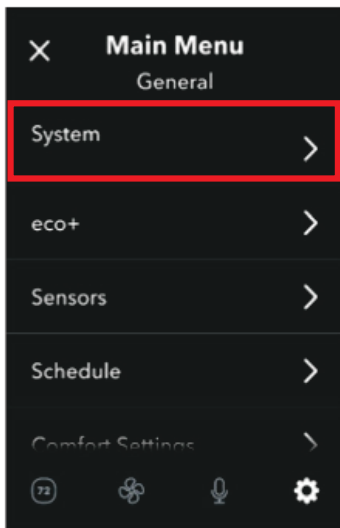 Main Menu
General
System
eco+
Sensors
Schedule
Comfort Settings
72